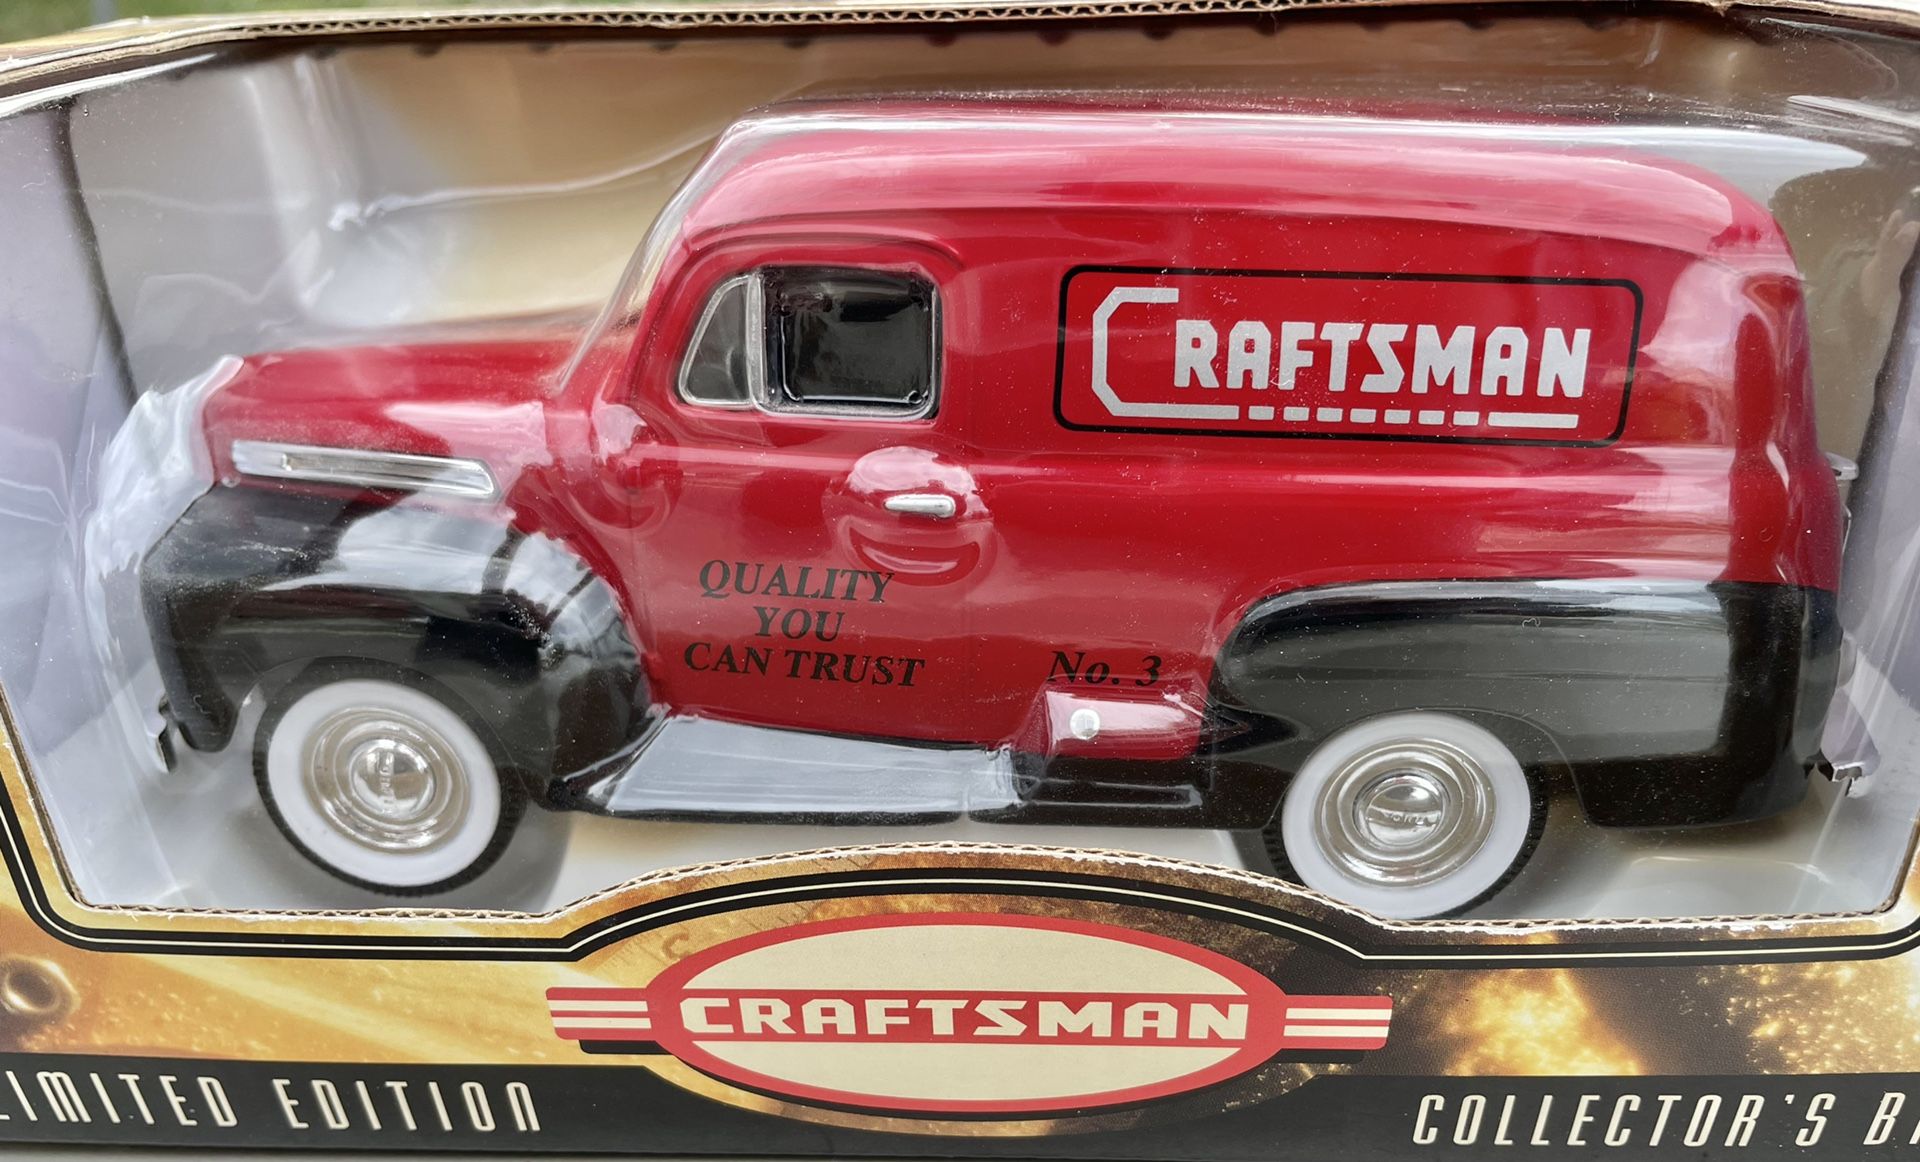 CRAFTSMAN
QUALITY
YOU
CAN TRUST
No. 3
CRAFTSMAN
LIMITED EDITION
COLLECTOR'S